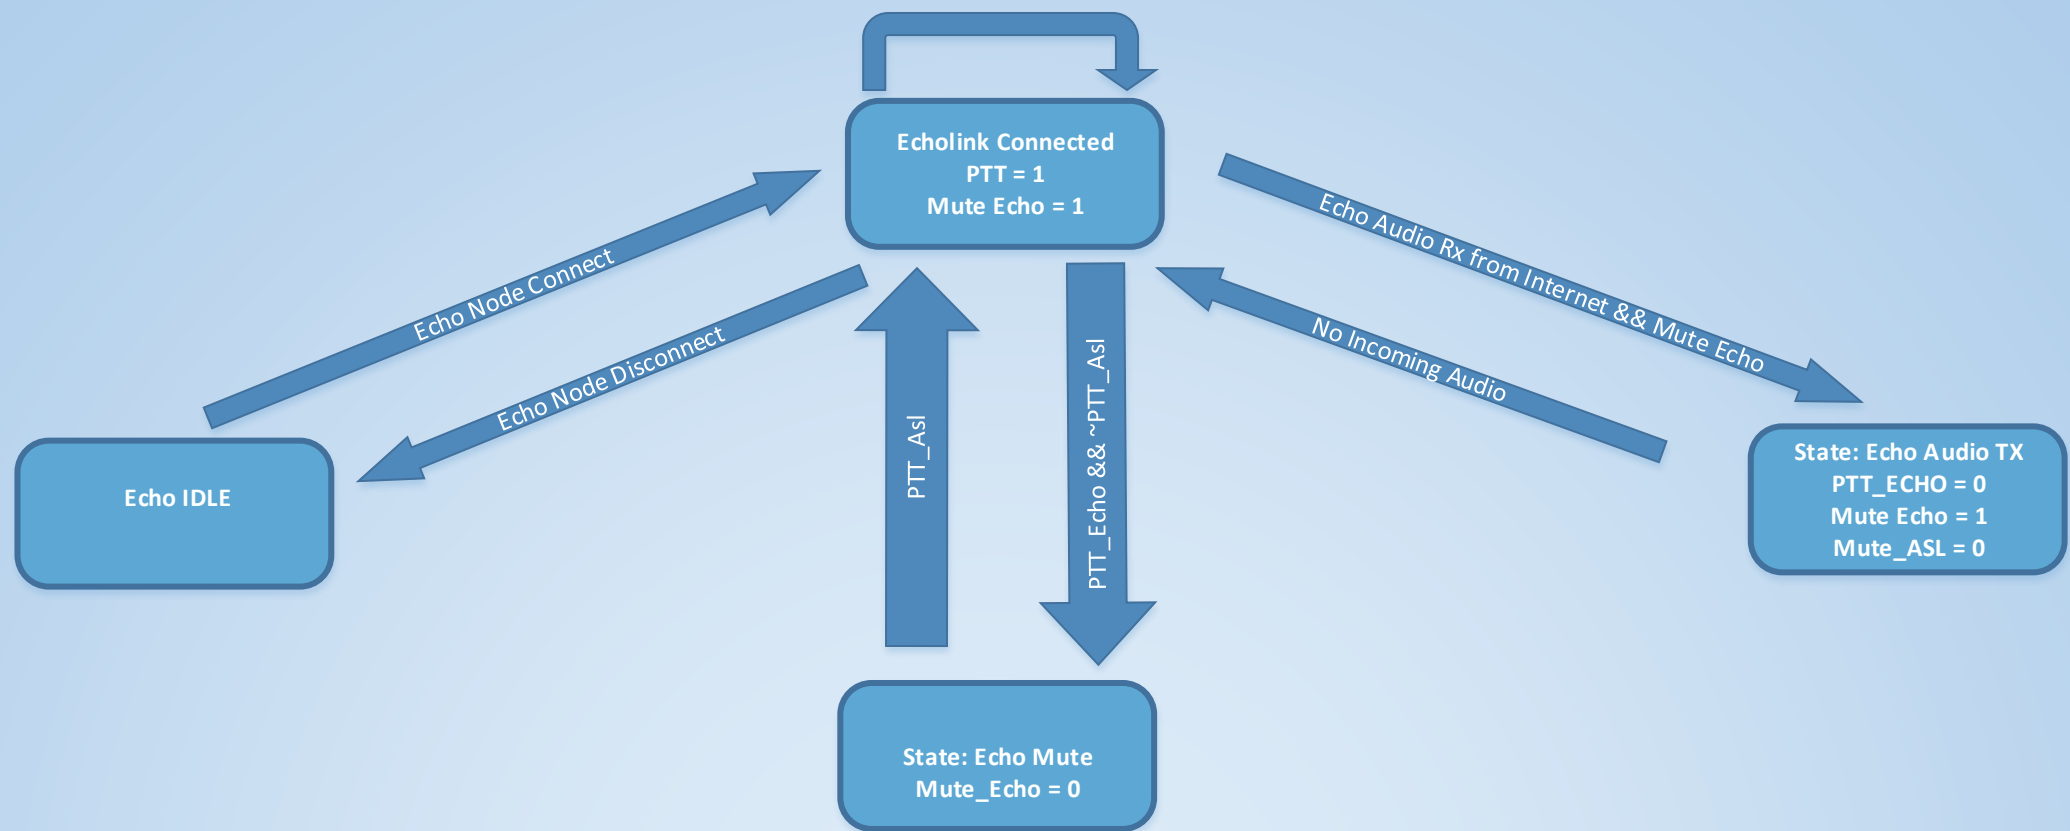 Echolink Connected
PTT = 1
Mute Echo = 1
Echo Node Connect
Echo Node Disconnect
PTT_Asl
PTT_Echo && ~PTT_Asl
Echo Audio Rx from Internet && Mute Echo
No Incoming Audio
Echo IDLE
State: Echo Audio TX
PTT_ECHO = 0
Mute Echo = 1
Mute_ASL = 0
State: Echo Mute
Mute_Echo = 0